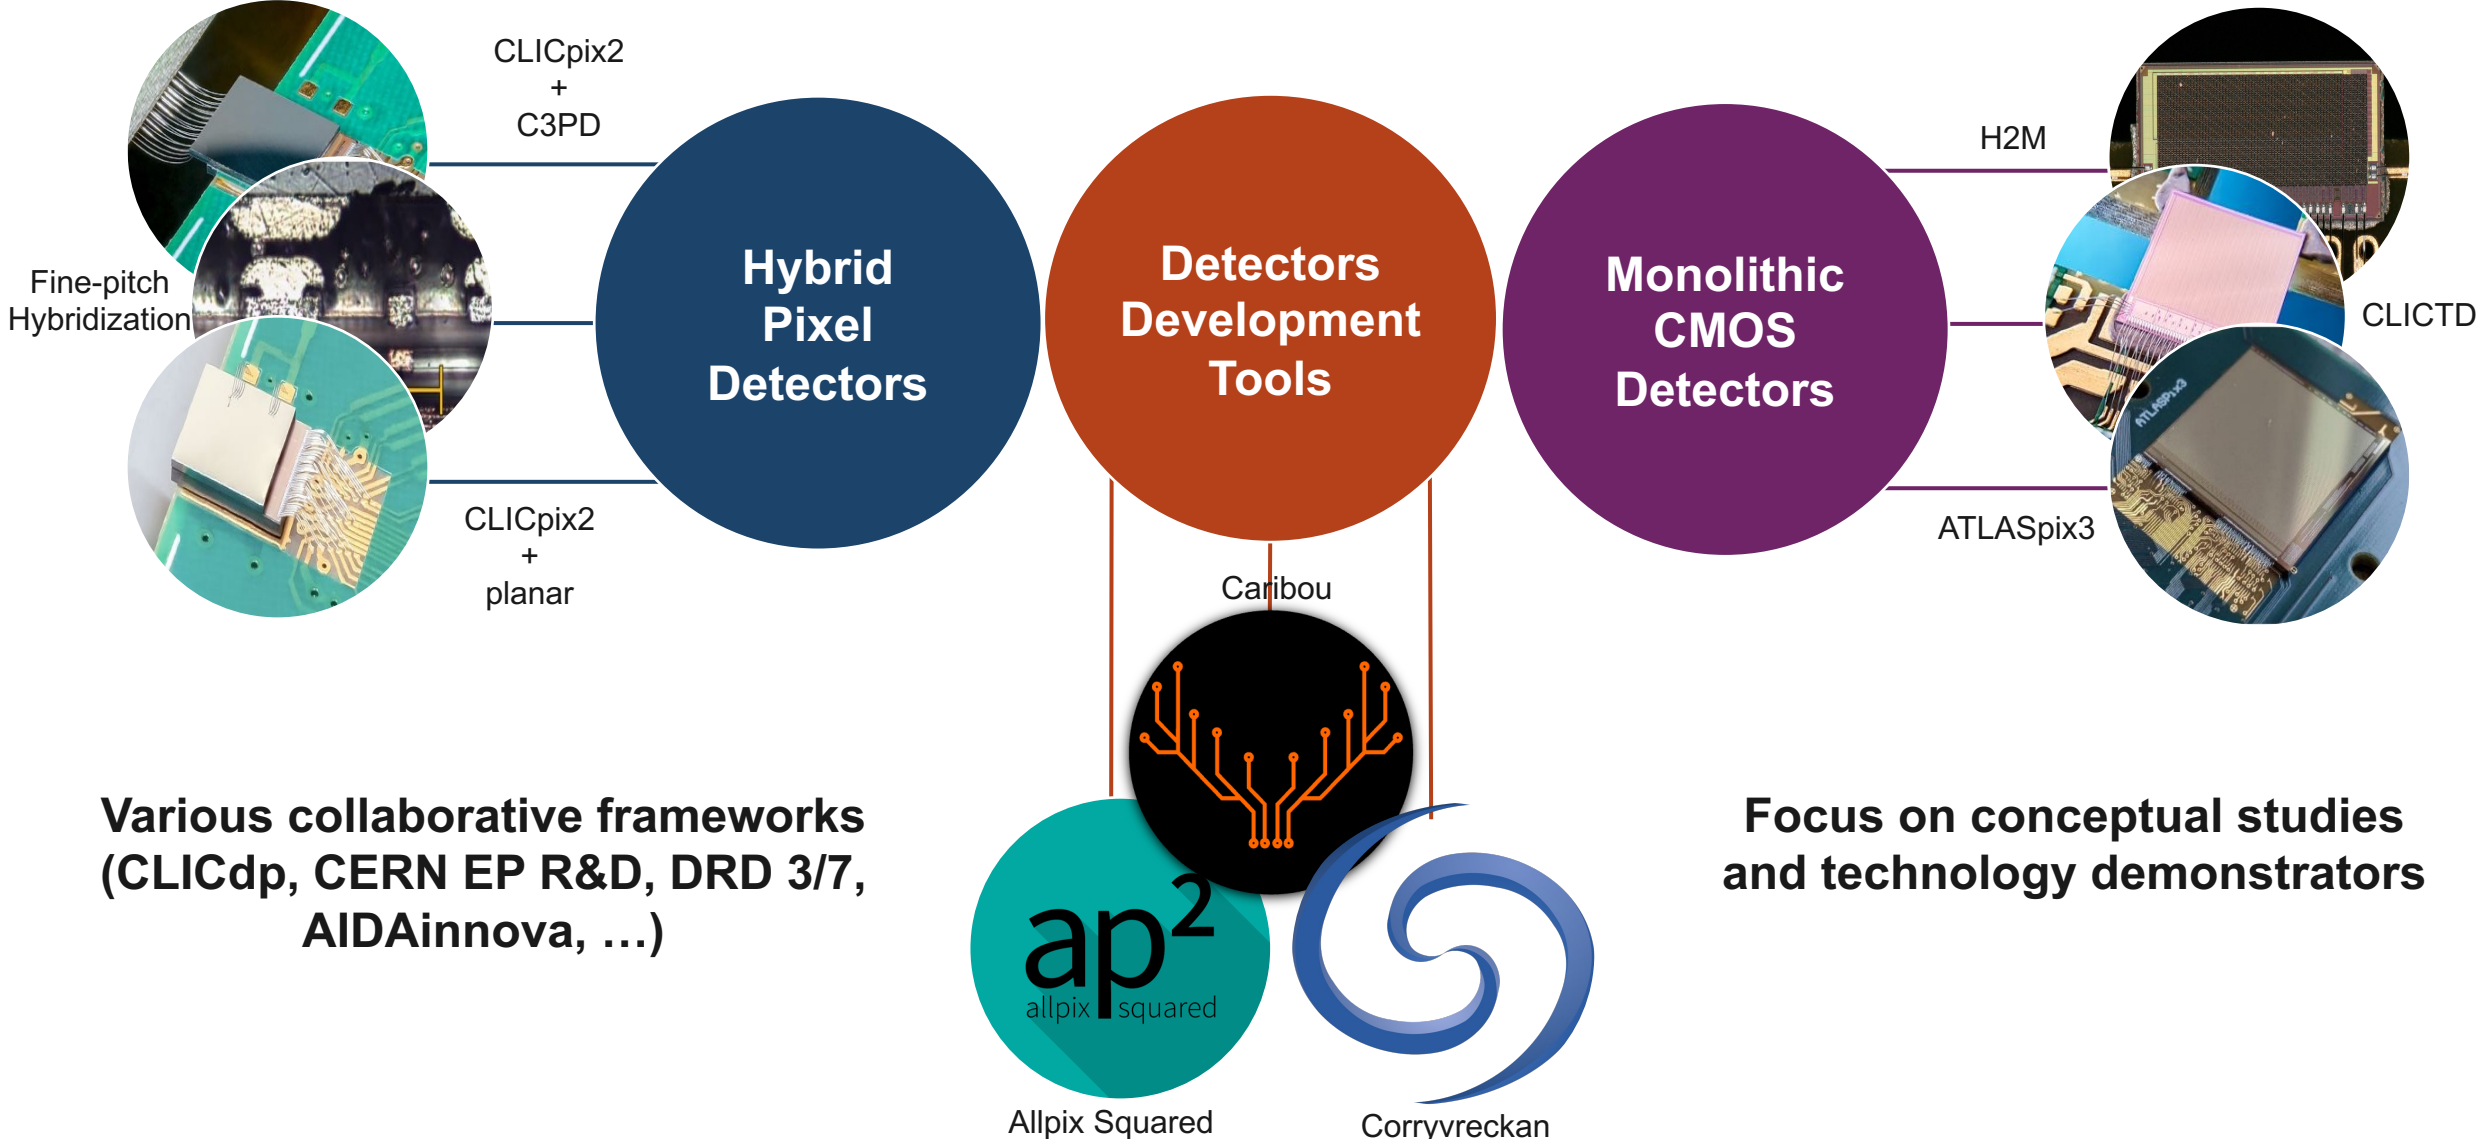 CLICpix2
+
C3PD
Fine-pitch
Hybridization
CLICpix2
+
planar
Hybrid
Pixel
Detectors
Detectors
Development
Tools
Monolithic
CMOS
Detectors
H2M
CLICTD
ATLASPix3
ATLASpix3
Caribou
ap²
allpix squared
Allpix Squared
Corryvreckan
Various collaborative frameworks
(CLICdp, CERN EP R&D, DRD 3/7,
AIDAinnova, …)
Focus on conceptual studies
and technology demonstrators